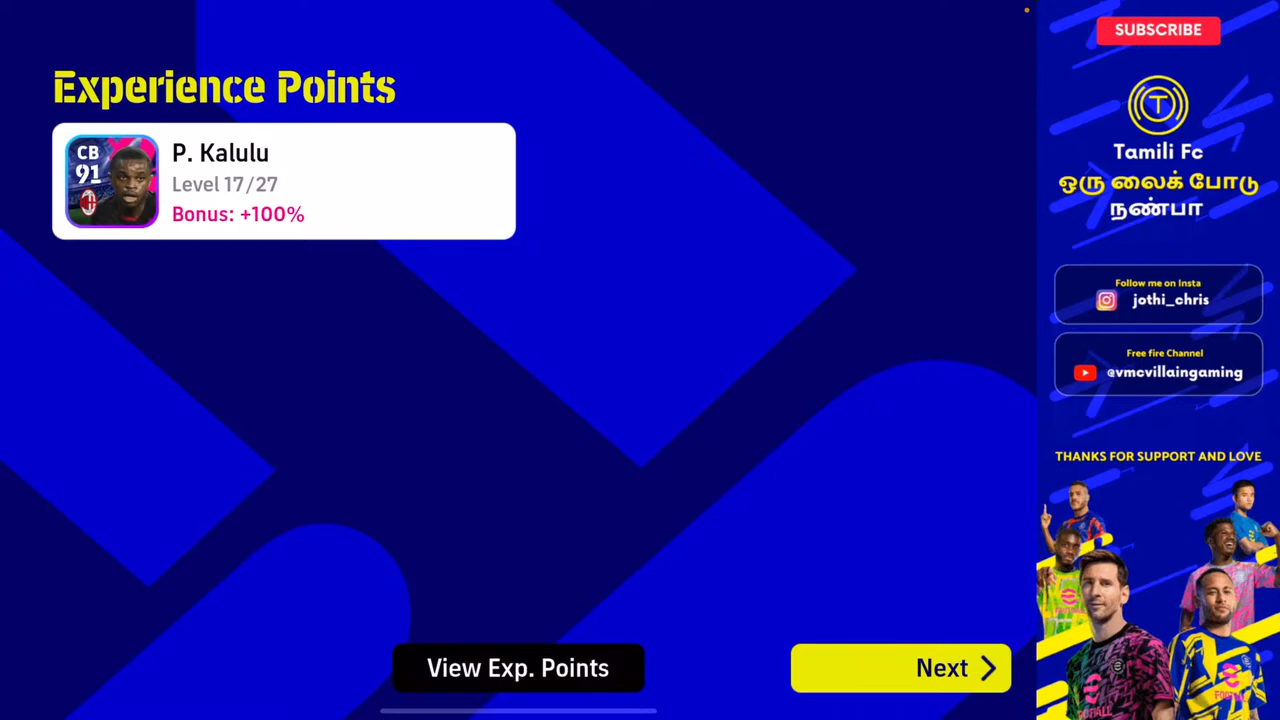 Experience Points
CB
91
P. Kalulu
Level 17/27
Bonus: +100%
View Exp. Points
Next
SUBSCRIBE
T
Tamili Fc
ஒரு லைக் போடு
நண்பா
Follow me on Insta
jothi_chris
Free fire Channel
@vmcvillaingaming
THANKS FOR SUPPORT AND LOVE